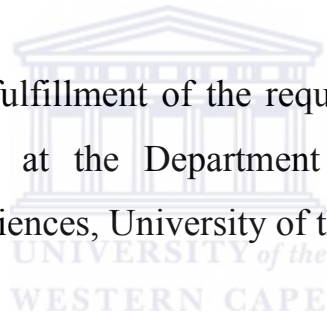 fulfillment of the requ
at the Department
iences, University of t
UNIVERSITY of the
WESTERN CAPE